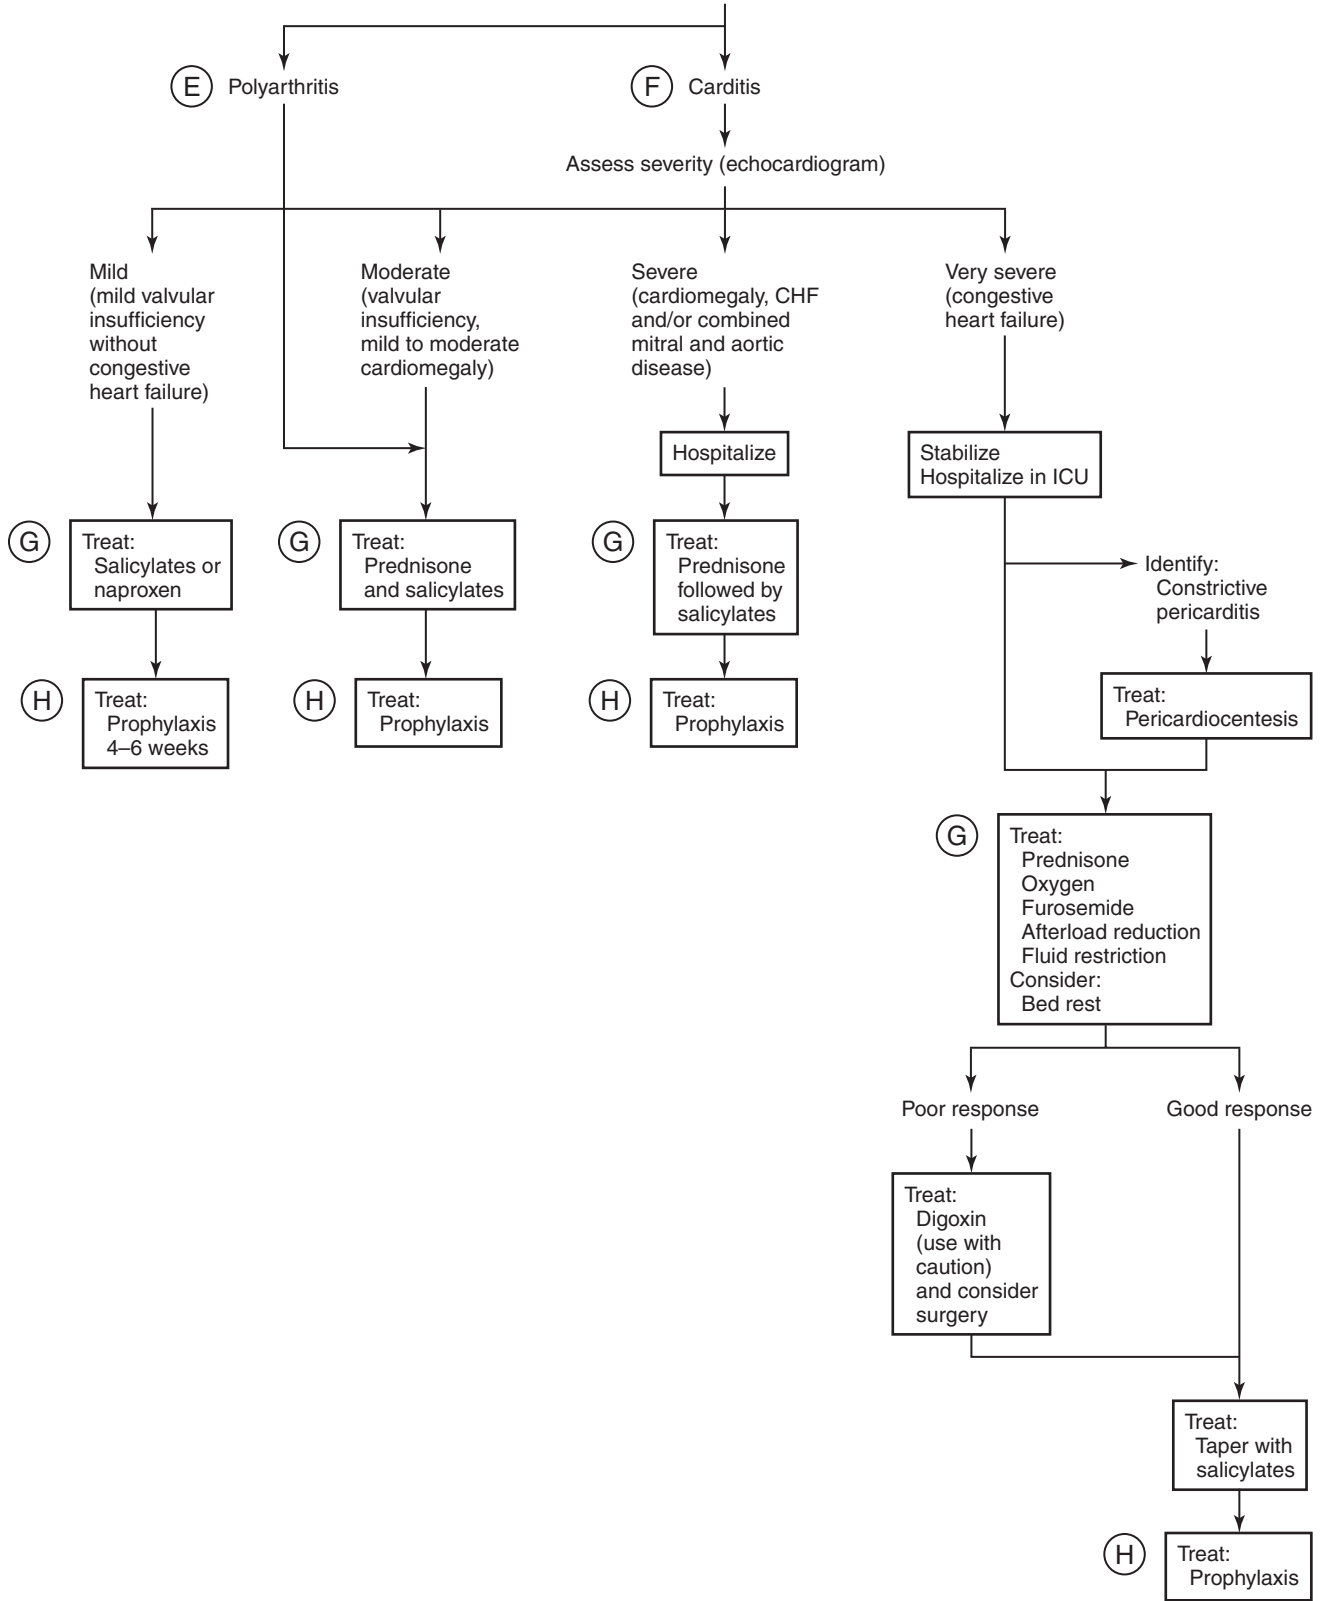 E
Polyarthritis
F
Carditis
Assess severity (echocardiogram)
Mild
(mild valvular
insufficiency
without
congestive
heart failure)
Moderate
(valvular
insufficiency,
mild to moderate
cardiomegaly)
Severe
(cardiomegaly, CHF
and/or combined
mitral and aortic
disease)
Very severe
(congestive
heart failure)
Hospitalize
Stabilize
Hospitalize in ICU
G
Treat:
Salicylates or
naproxen
G
Treat:
Prednisone
and salicylates
G
Treat:
Prednisone
followed by
salicylates
Identify:
Constrictive
pericarditis
H
Treat:
Prophylaxis
4–6 weeks
H
Treat:
Prophylaxis
H
Treat:
Prophylaxis
Treat:
Pericardiocentesis
G
Treat:
Prednisone
Oxygen
Furosemide
Afterload reduction
Fluid restriction
Consider:
Bed rest
Poor response
Good response
Treat:
Digoxin
(use with
caution)
and consider
surgery
Treat:
Taper with
salicylates
H
Treat:
Prophylaxis